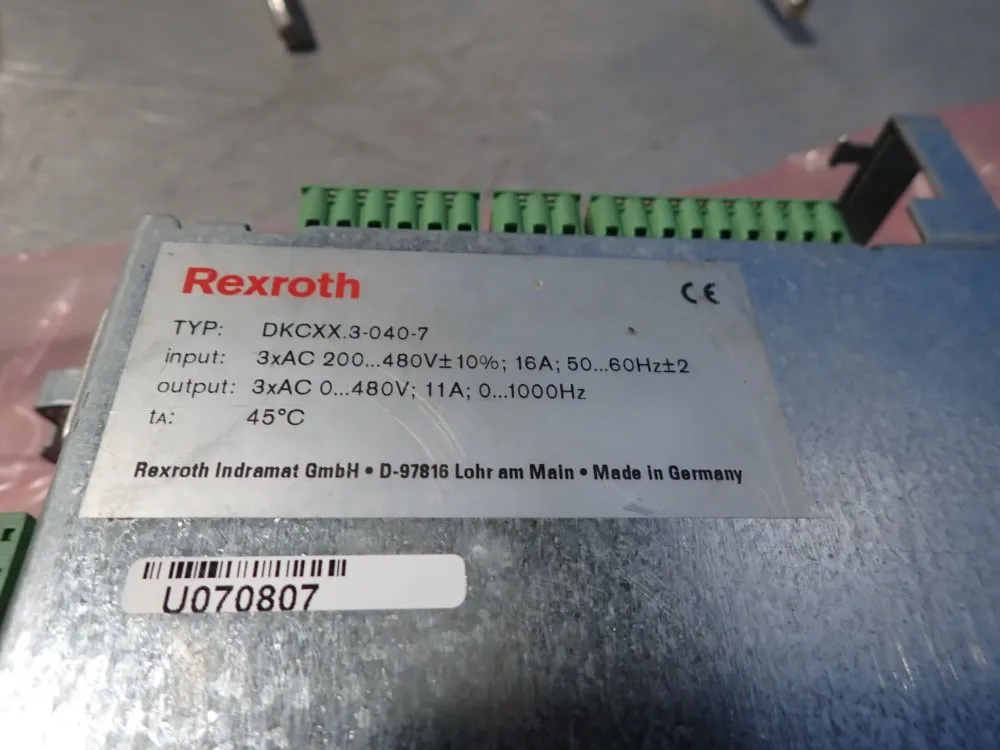 Rexroth
CE
TYP: DKCXX.3-040-7
input: 3xAC 200...480V±10%; 16A; 50...60Hz±2
output: 3xAC 0...480V; 11A; 0...1000Hz
tA: 45°C
Rexroth Indramat GmbH • D-97816 Lohr am Main • Made in Germany
U070807